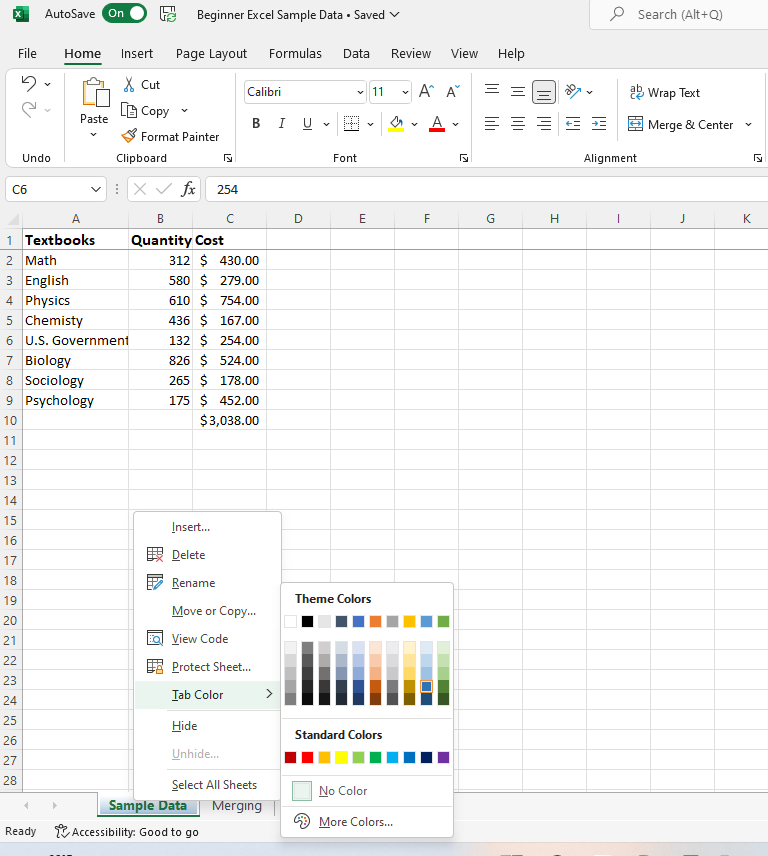 AutoSave On Beginner Excel Sample Data • Saved Search (Alt+Q)
File Home Insert Page Layout Formulas Data Review View Help
Paste
Cut
Copy
Format Painter
Calibri 11 A A
B I U A
ab Wrap Text
Merge & Center
Undo Clipboard Font Alignment
C6 fx 254
A B C D E F G H I J K
1 Textbooks Quantity Cost
2 Math 312 $ 430.00
3 English 580 $ 279.00
4 Physics 610 $ 754.00
5 Chemisty 436 $ 167.00
6 U.S. Government 132 $ 254.00
7 Biology 826 $ 524.00
8 Sociology 265 $ 178.00
9 Psychology 175 $ 452.00
10 $3,038.00
11
12
13
14
15
16
17
18
19
20
21
22
23
24
25
26
27
28
Insert...
Delete
Rename
Move or Copy...
View Code
Protect Sheet...
Tab Color
Hide
Unhide...
Select All Sheets
Theme Colors
Standard Colors
No Color
More Colors...
Sample Data Merging
Ready Accessibility: Good to go